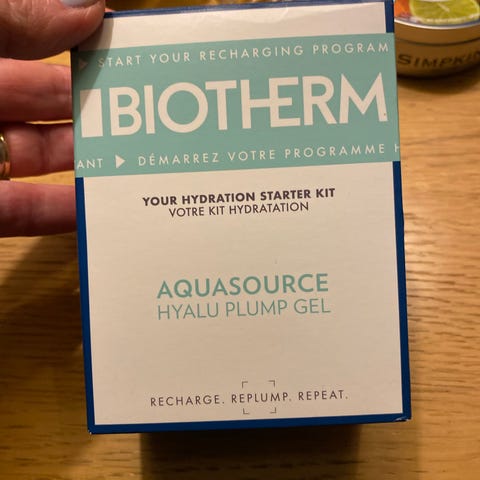 START YOUR RECHARGING PROGRAM
BIOTHERM
ANT ▶ DÉMARREZ VOTRE PROGRAMME
YOUR HYDRATION STARTER KIT
VOTRE KIT HYDRATATION
AQUASOURCE
HYALU PLUMP GEL
RECHARGE. REPLUMP. REPEAT.
SIMPKIN